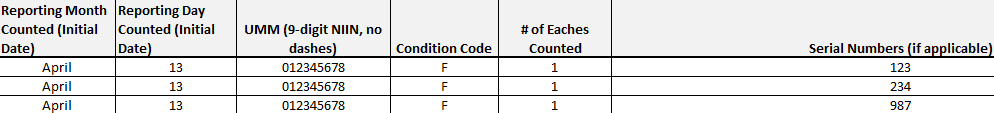 Reporting Month Counted (Initial Date)	Reporting Day Counted (Initial Date)	UMM (9-digit NIIN, no dashes)	Condition Code	# of Eaches Counted	Serial Numbers (if applicable)
April	13	012345678	F	1	123
April	13	012345678	F	1	234
April	13	012345678	F	1	987